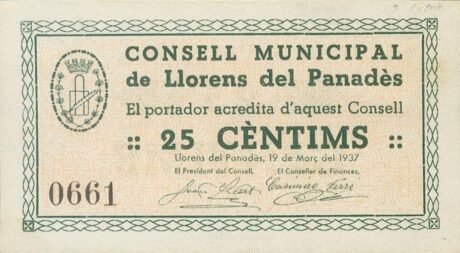 CONSELL MUNICIPAL
de Llorens del Panadès
El portador acredita d'aquest Consell
:: 25 CÈNTIMS ::
Llorens del Panadès, 19 de Març del 1937
El President del Consell, El Conseller de Finances,
0661